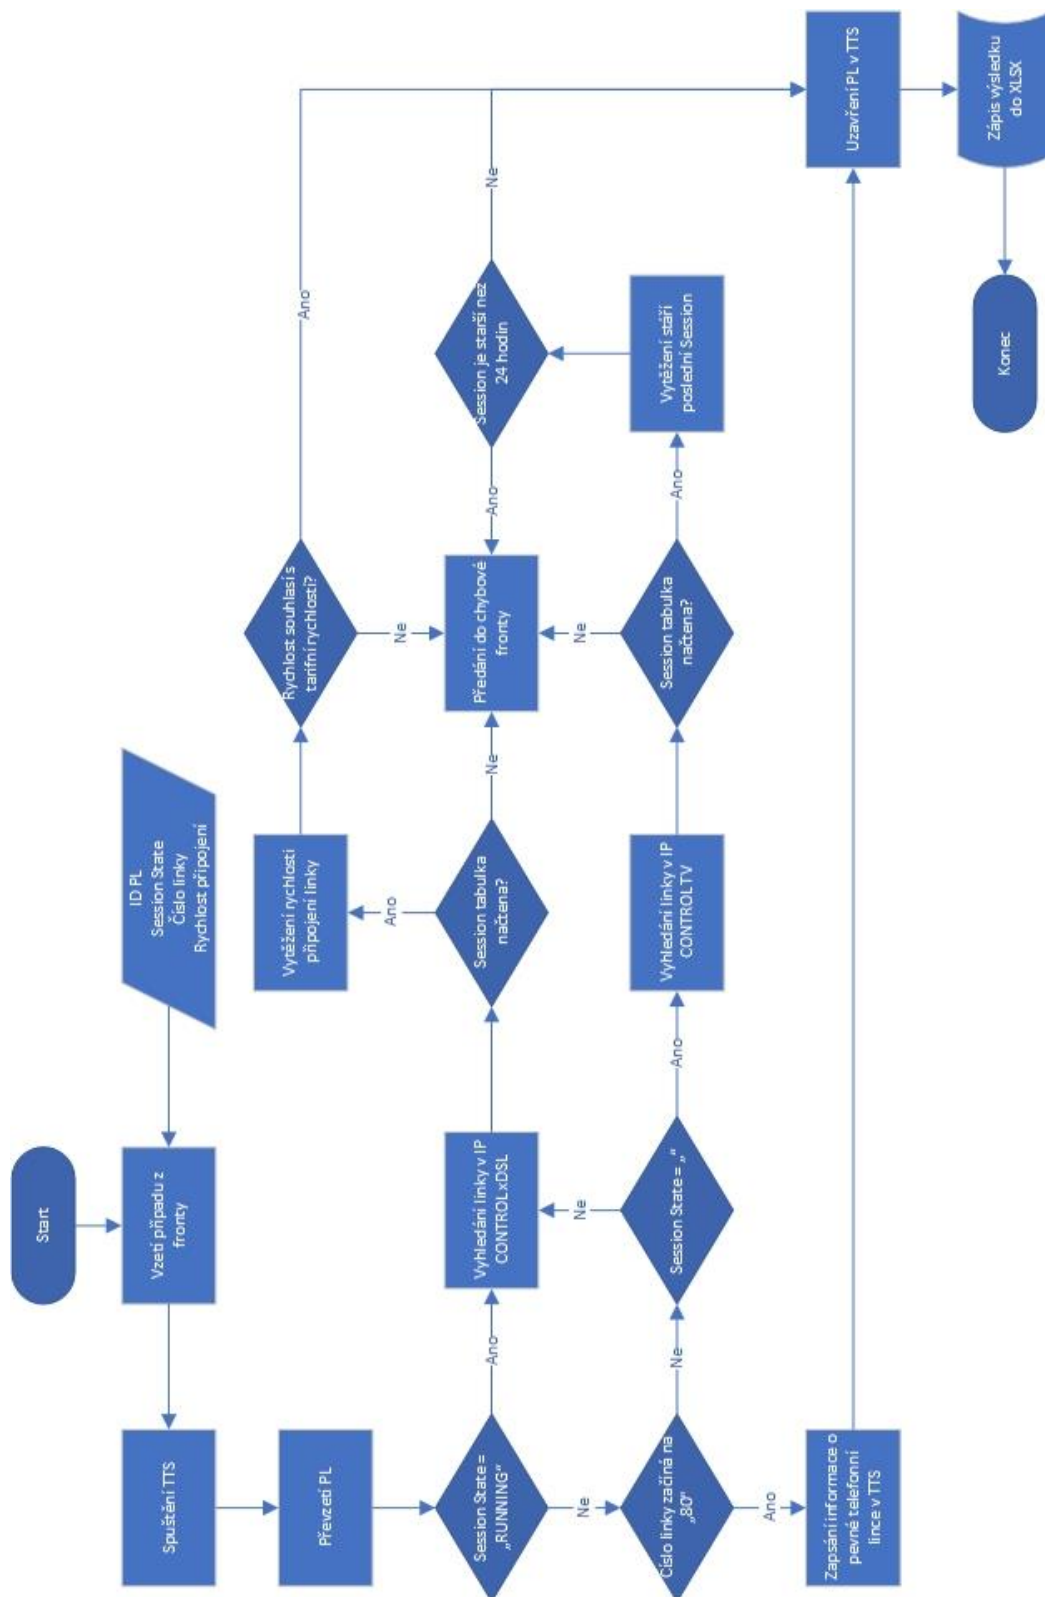 Start
Vzetí případu z
fronty
ID PL
Session State
Číslo linky
Rychlost připojení
Spuštění TTS
Převzetí PL
Session State =
„RUNNING“
Ano
Ne
Vyhledání linky v IP
CONTROL xDSL
Session tabulka
načtena?
Ano
Ne
Vytěžení rychlosti
připojení linky
Rychlost souhlasí s
tarifní rychlostí?
Ano
Ne
Předání do chybové
fronty
Číslo linky začíná na
„80“
Ne
Ano
Session State = „“
Ne
Ano
Vyhledání linky v IP
CONTROL TV
Session tabulka
načtena?
Ne
Ano
Vytěžení stáří
poslední Session
Session je starší než
24 hodin
Ano
Ne
Zapsání informace o
pevné telefonní
lince v TTS
Uzavření PL v TTS
Zápis výsledku
do XLSX
Konec